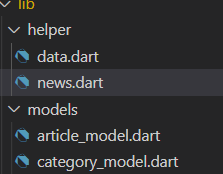 lib
helper
data.dart
news.dart
models
article_model.dart
category_model.dart